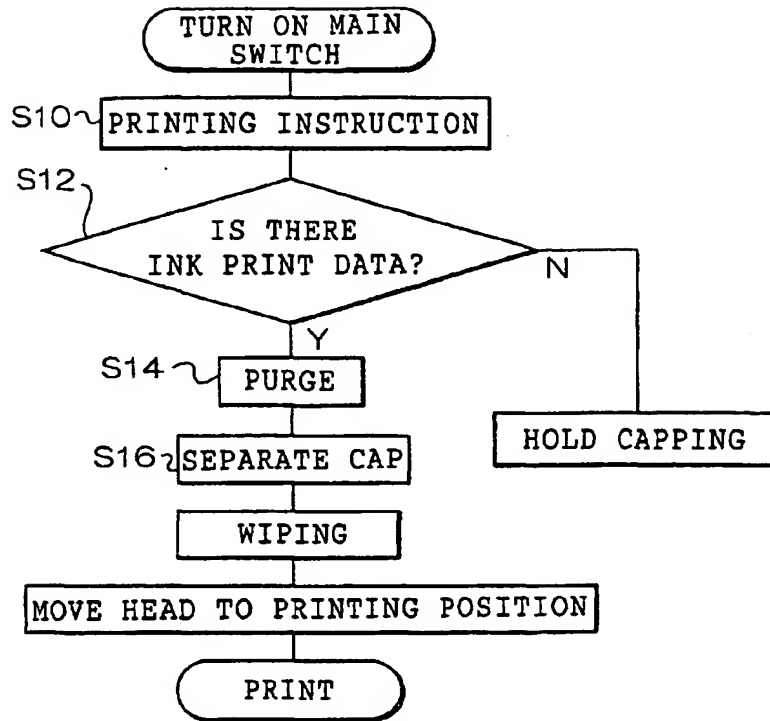 TURN ON MAIN
SWITCH
S10
PRINTING INSTRUCTION
S12
IS THERE
INK PRINT DATA?
N
Y
S14
PURGE
HOLD CAPPING
S16
SEPARATE CAP
WIPING
MOVE HEAD TO PRINTING POSITION
PRINT